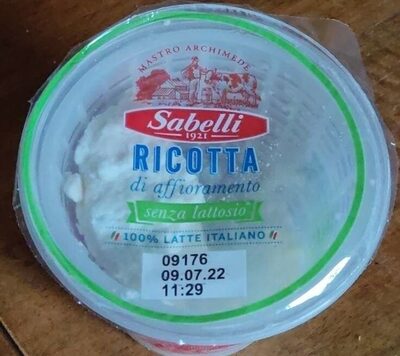 MASTRO ARCHIMEDE
Sabelli
1921
RICOTTA
di affioramento
senza lattosio
100% LATTE ITALIANO
09176
09.07.22
11:29